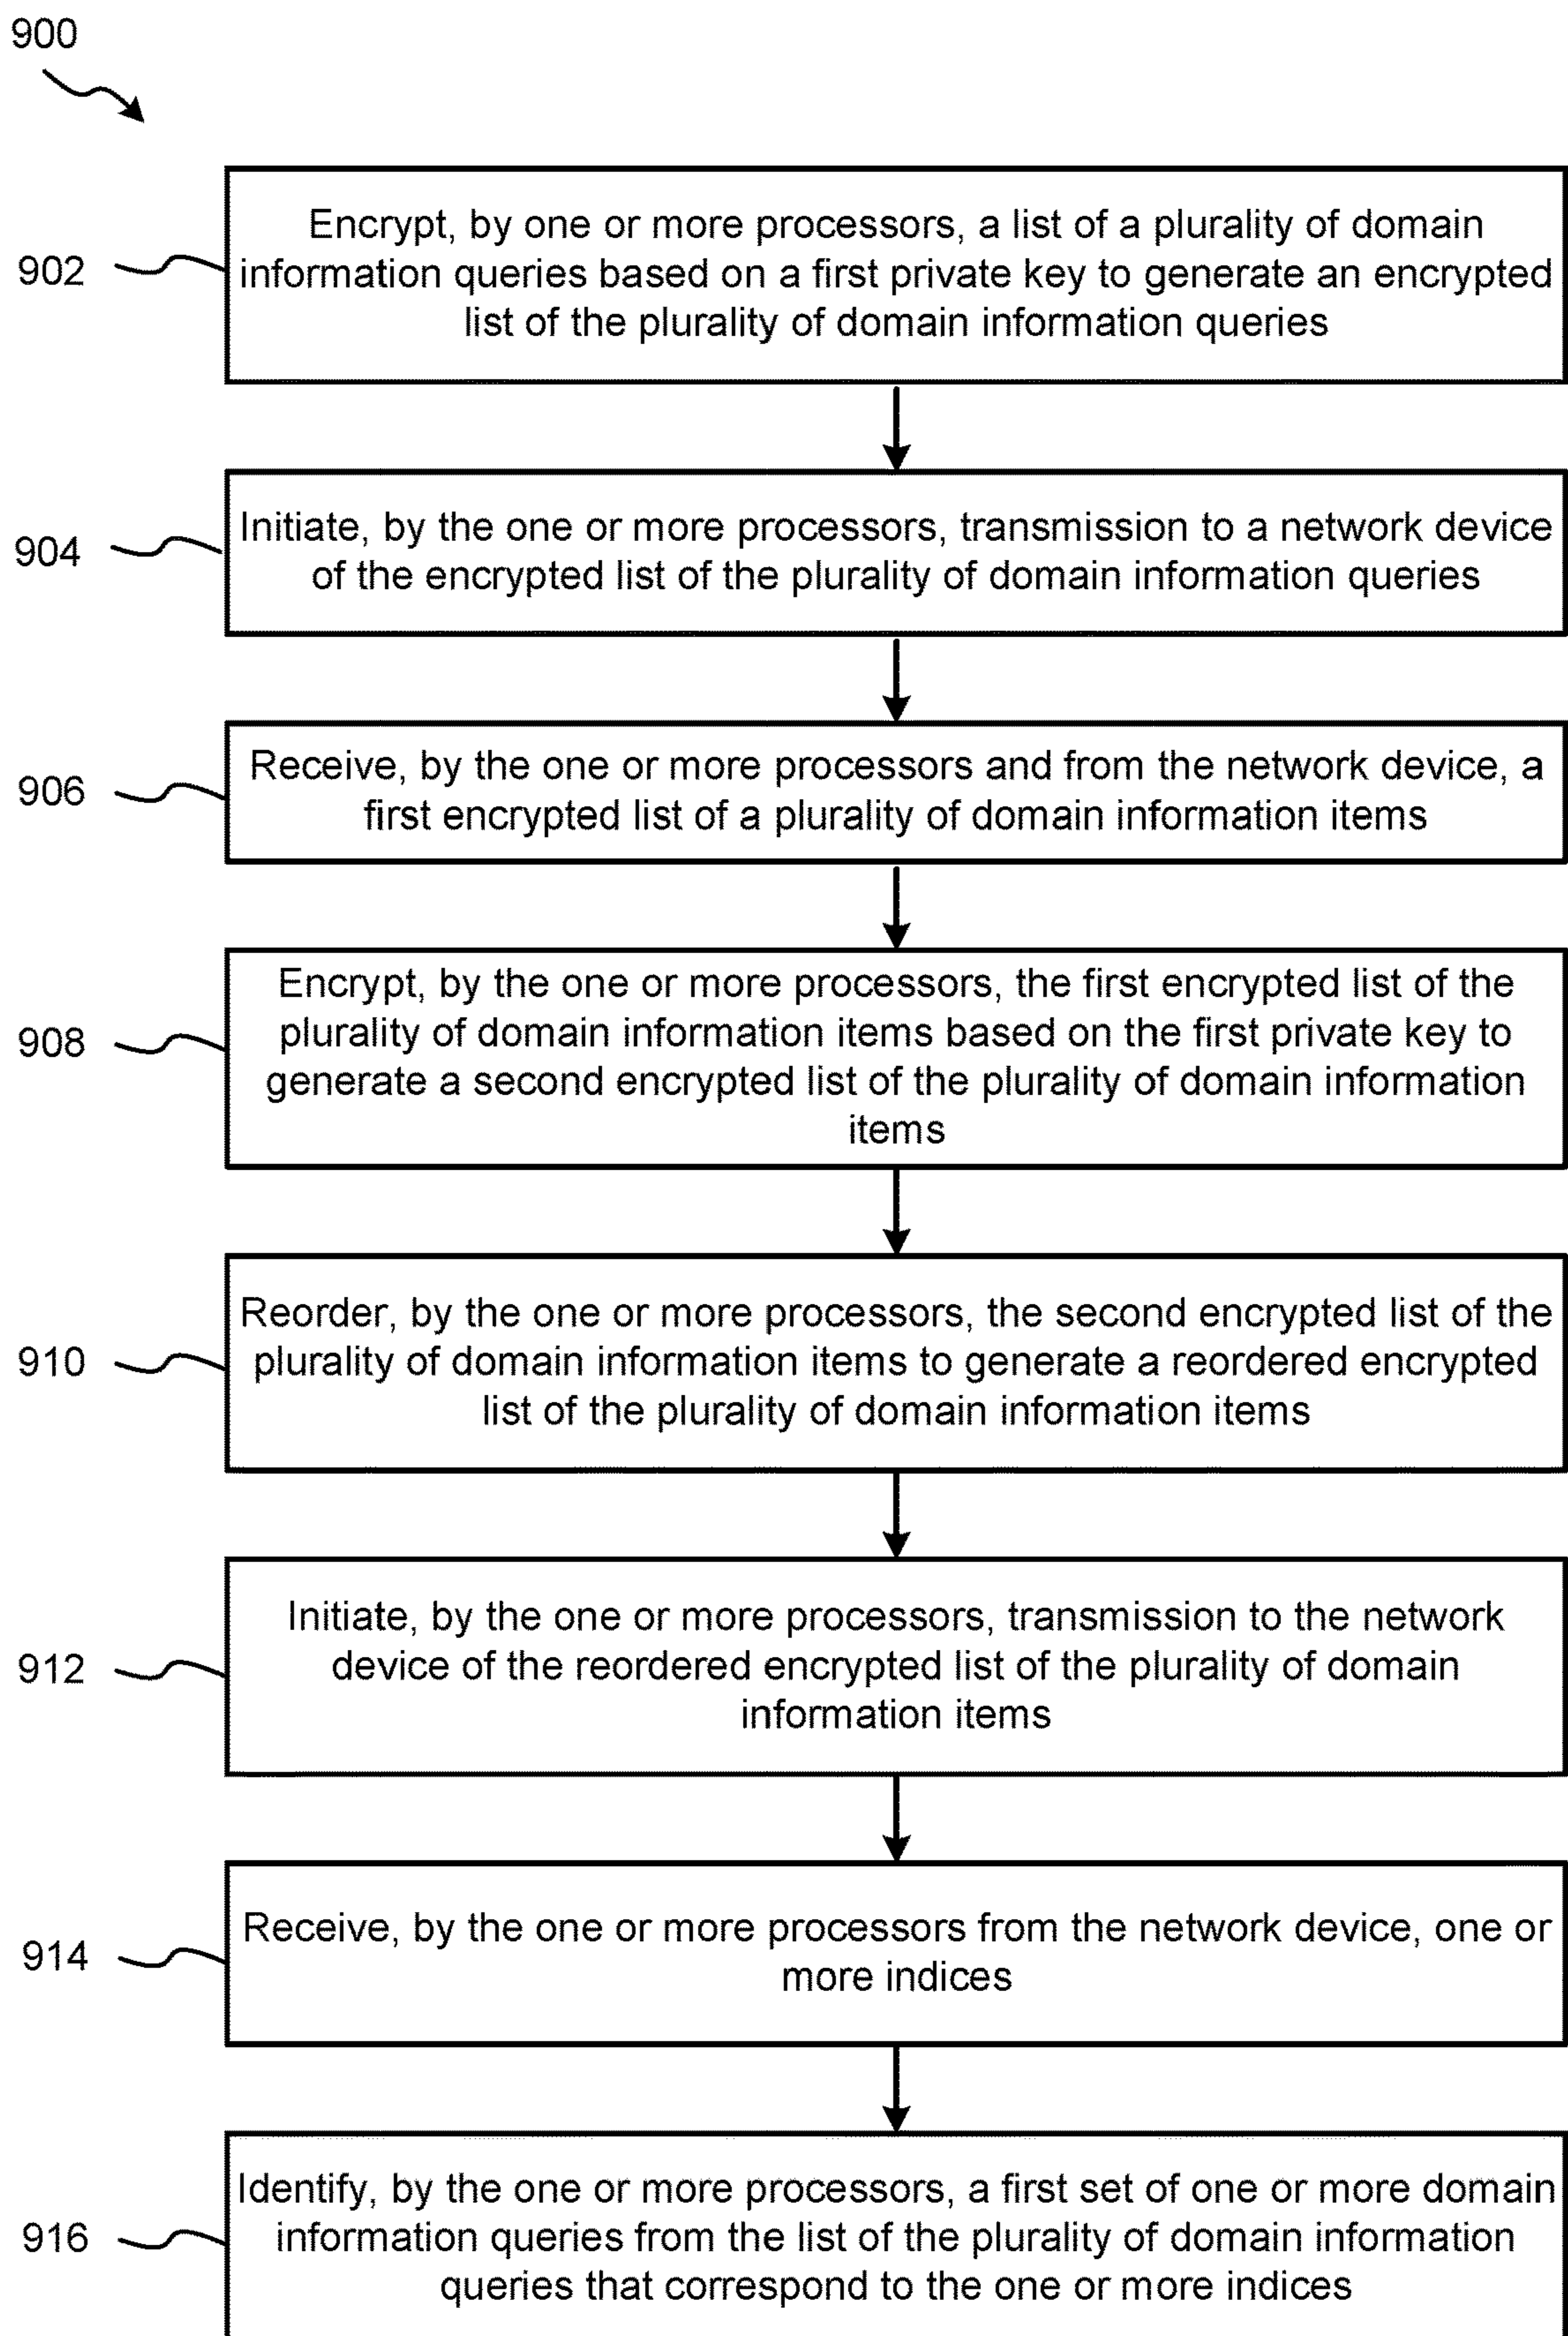 900
902
Encrypt, by one or more processors, a list of a plurality of domain
information queries based on a first private key to generate an encrypted
list of the plurality of domain information queries
904
Initiate, by the one or more processors, transmission to a network device
of the encrypted list of the plurality of domain information queries
906
Receive, by the one or more processors and from the network device, a
first encrypted list of a plurality of domain information items
908
Encrypt, by the one or more processors, the first encrypted list of the
plurality of domain information items based on the first private key to
generate a second encrypted list of the plurality of domain information
items
910
Reorder, by the one or more processors, the second encrypted list of the
plurality of domain information items to generate a reordered encrypted
list of the plurality of domain information items
912
Initiate, by the one or more processors, transmission to the network
device of the reordered encrypted list of the plurality of domain
information items
914
Receive, by the one or more processors from the network device, one or
more indices
916
Identify, by the one or more processors, a first set of one or more domain
information queries from the list of the plurality of domain information
queries that correspond to the one or more indices